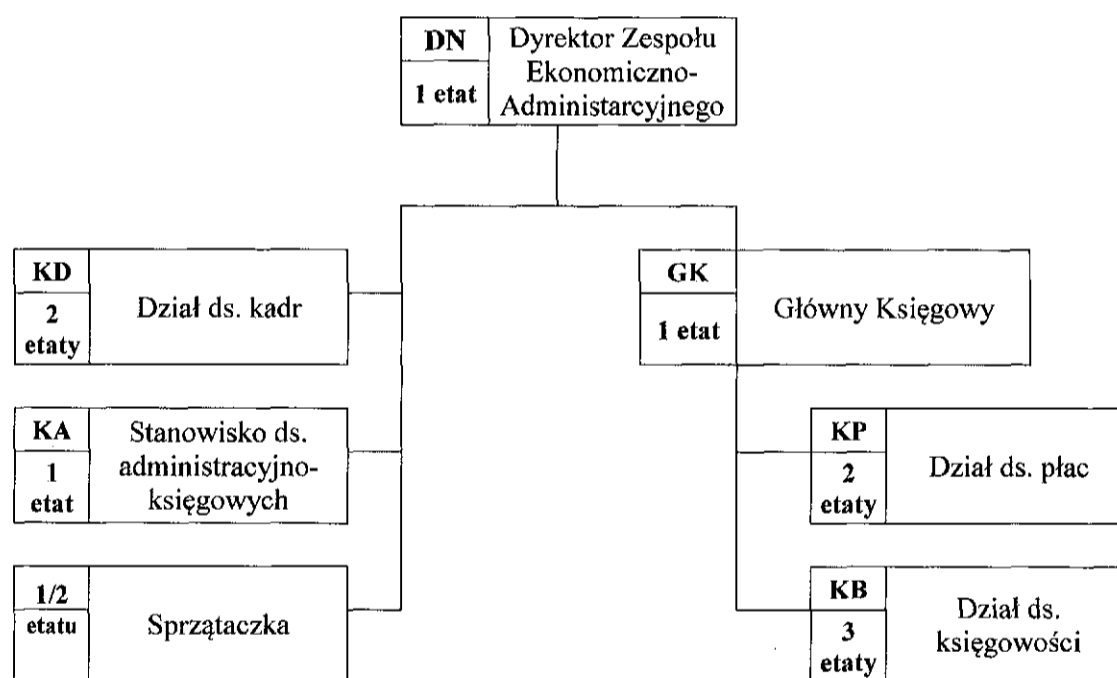 DN
1 etat
Dyrektor Zespołu
Ekonomiczno-
Administarcyjnego
KD
2
etaty
Dział ds. kadr
GK
1 etat
Główny Księgowy
KA
1
etat
Stanowisko ds.
administracyjno-
księgowych
KP
2
etaty
Dział ds. płac
1/2
etatu
Sprzątaczka
KB
3
etaty
Dział ds.
księgowości